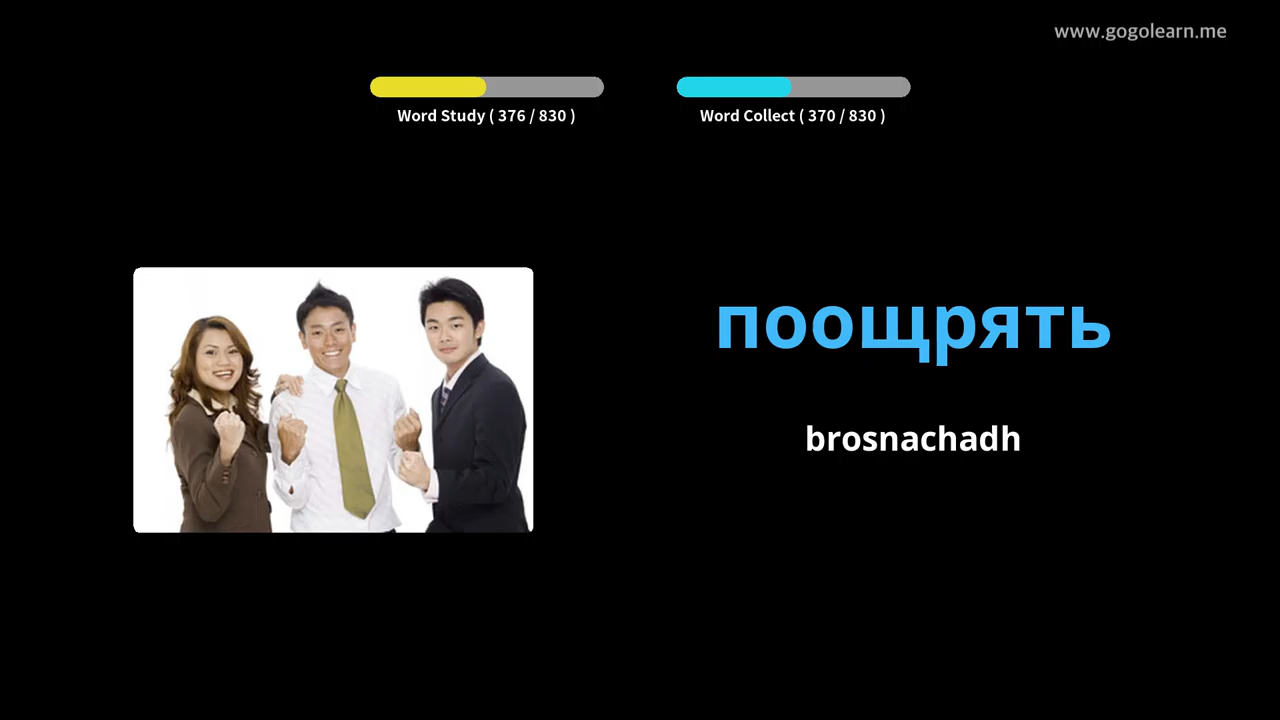 www.gogolearn.me
Word Study ( 376 / 830 )
Word Collect ( 370 / 830 )
поощрять
brosnachadh